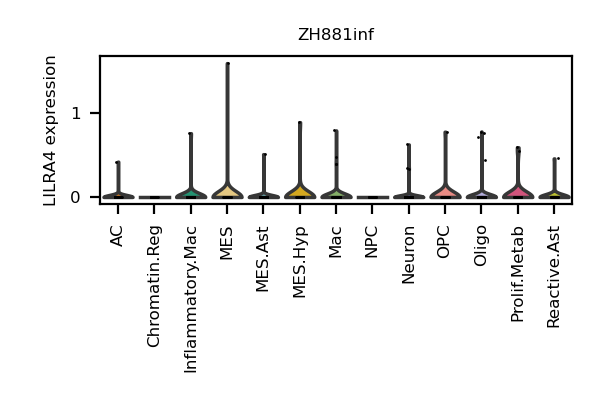 ZH881inf
LILRA4 expression
1
0
AC
Chromatin.Reg
Inflammatory.Mac
MES
MES.Ast
MES.Hyp
Mac
NPC
Neuron
OPC
Oligo
Prolif.Metab
Reactive.Ast